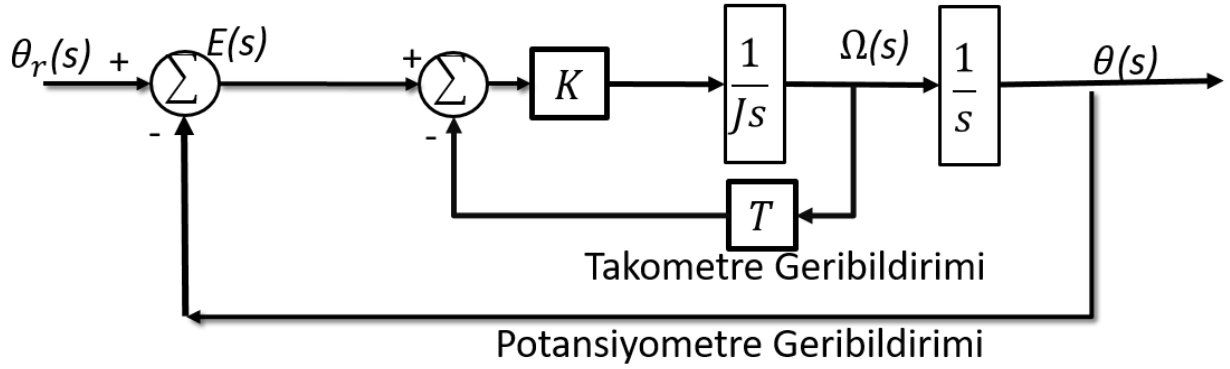 θᵣ(s) + Σ E(s) + Σ K 1/Js Ω(s) 1/s θ(s)
- -
T
Takometre Geribildirimi
Potansiyometre Geribildirimi